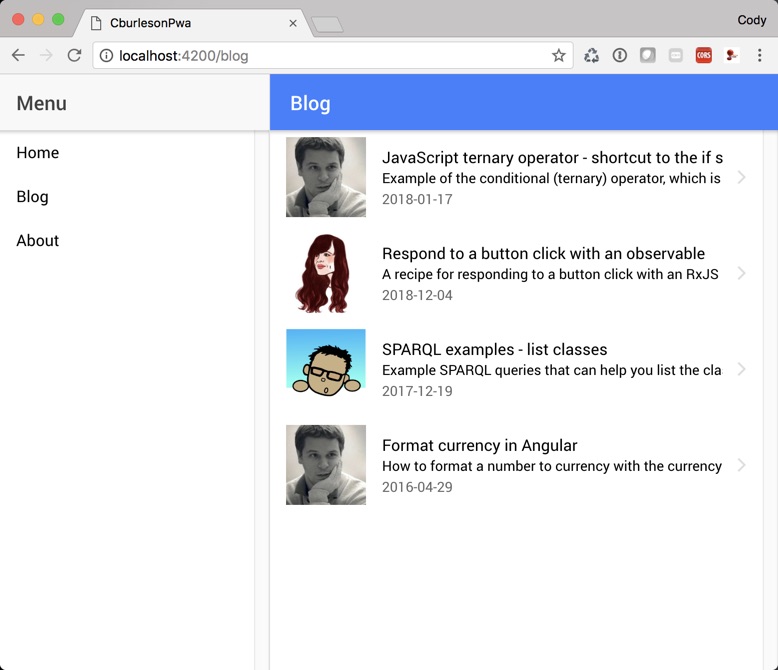 CburlesonPwa
Cody
localhost:4200/blog
CORS
Menu
Blog
Home
Blog
About
JavaScript ternary operator - shortcut to the if s
Example of the conditional (ternary) operator, which is
2018-01-17
Respond to a button click with an observable
A recipe for responding to a button click with an RxJS
2018-12-04
SPARQL examples - list classes
Example SPARQL queries that can help you list the cla
2017-12-19
Format currency in Angular
How to format a number to currency with the currency
2016-04-29